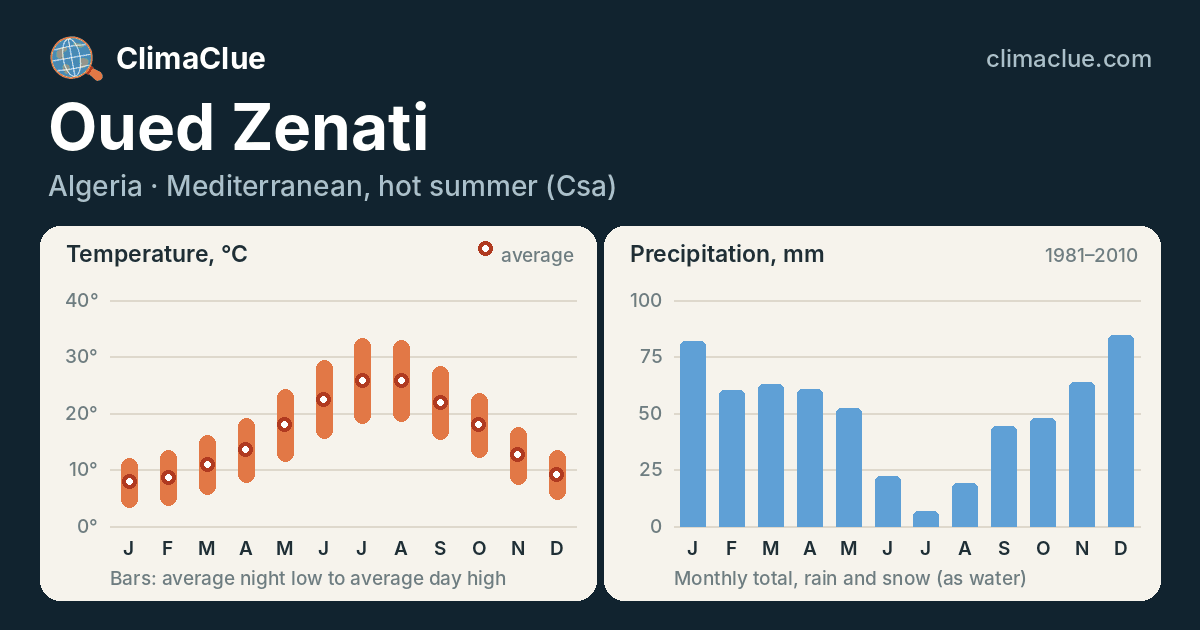 ClimaClue
climaclue.com
Oued Zenati
Algeria · Mediterranean, hot summer (Csa)
Temperature, °C
average
40°
30°
20°
10°
0°
J F M A M J J A S O N D
Bars: average night low to average day high
Precipitation, mm
1981–2010
100
75
50
25
0
J F M A M J J A S O N D
Monthly total, rain and snow (as water)